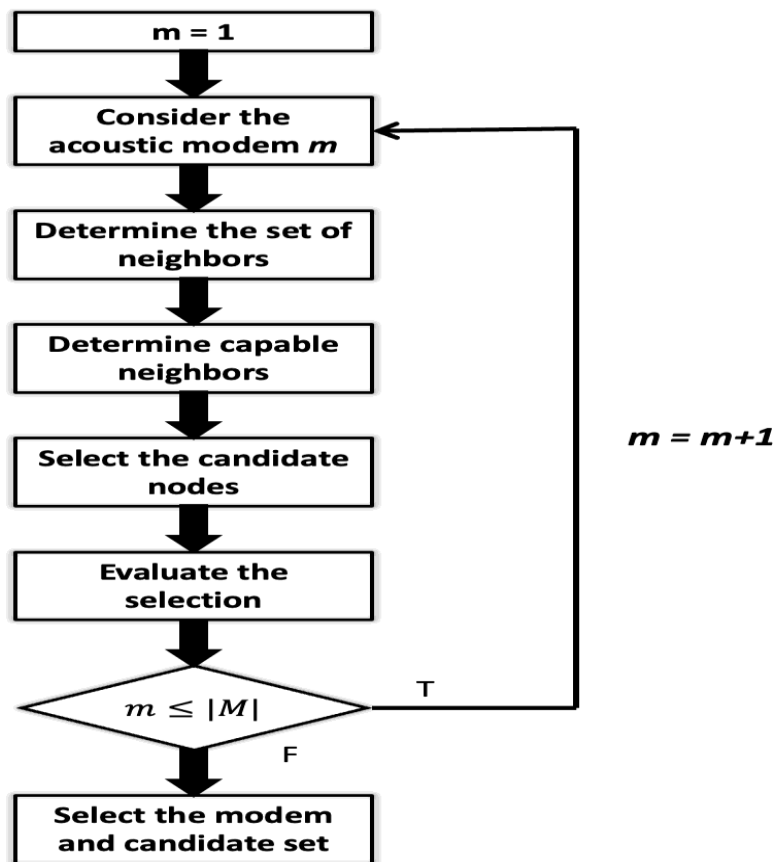 m = 1
Consider the
acoustic modem m
Determine the set of
neighbors
Determine capable
neighbors
m = m+1
Select the candidate
nodes
Evaluate the
selection
T
m ≤ |M|
F
Select the modem
and candidate set